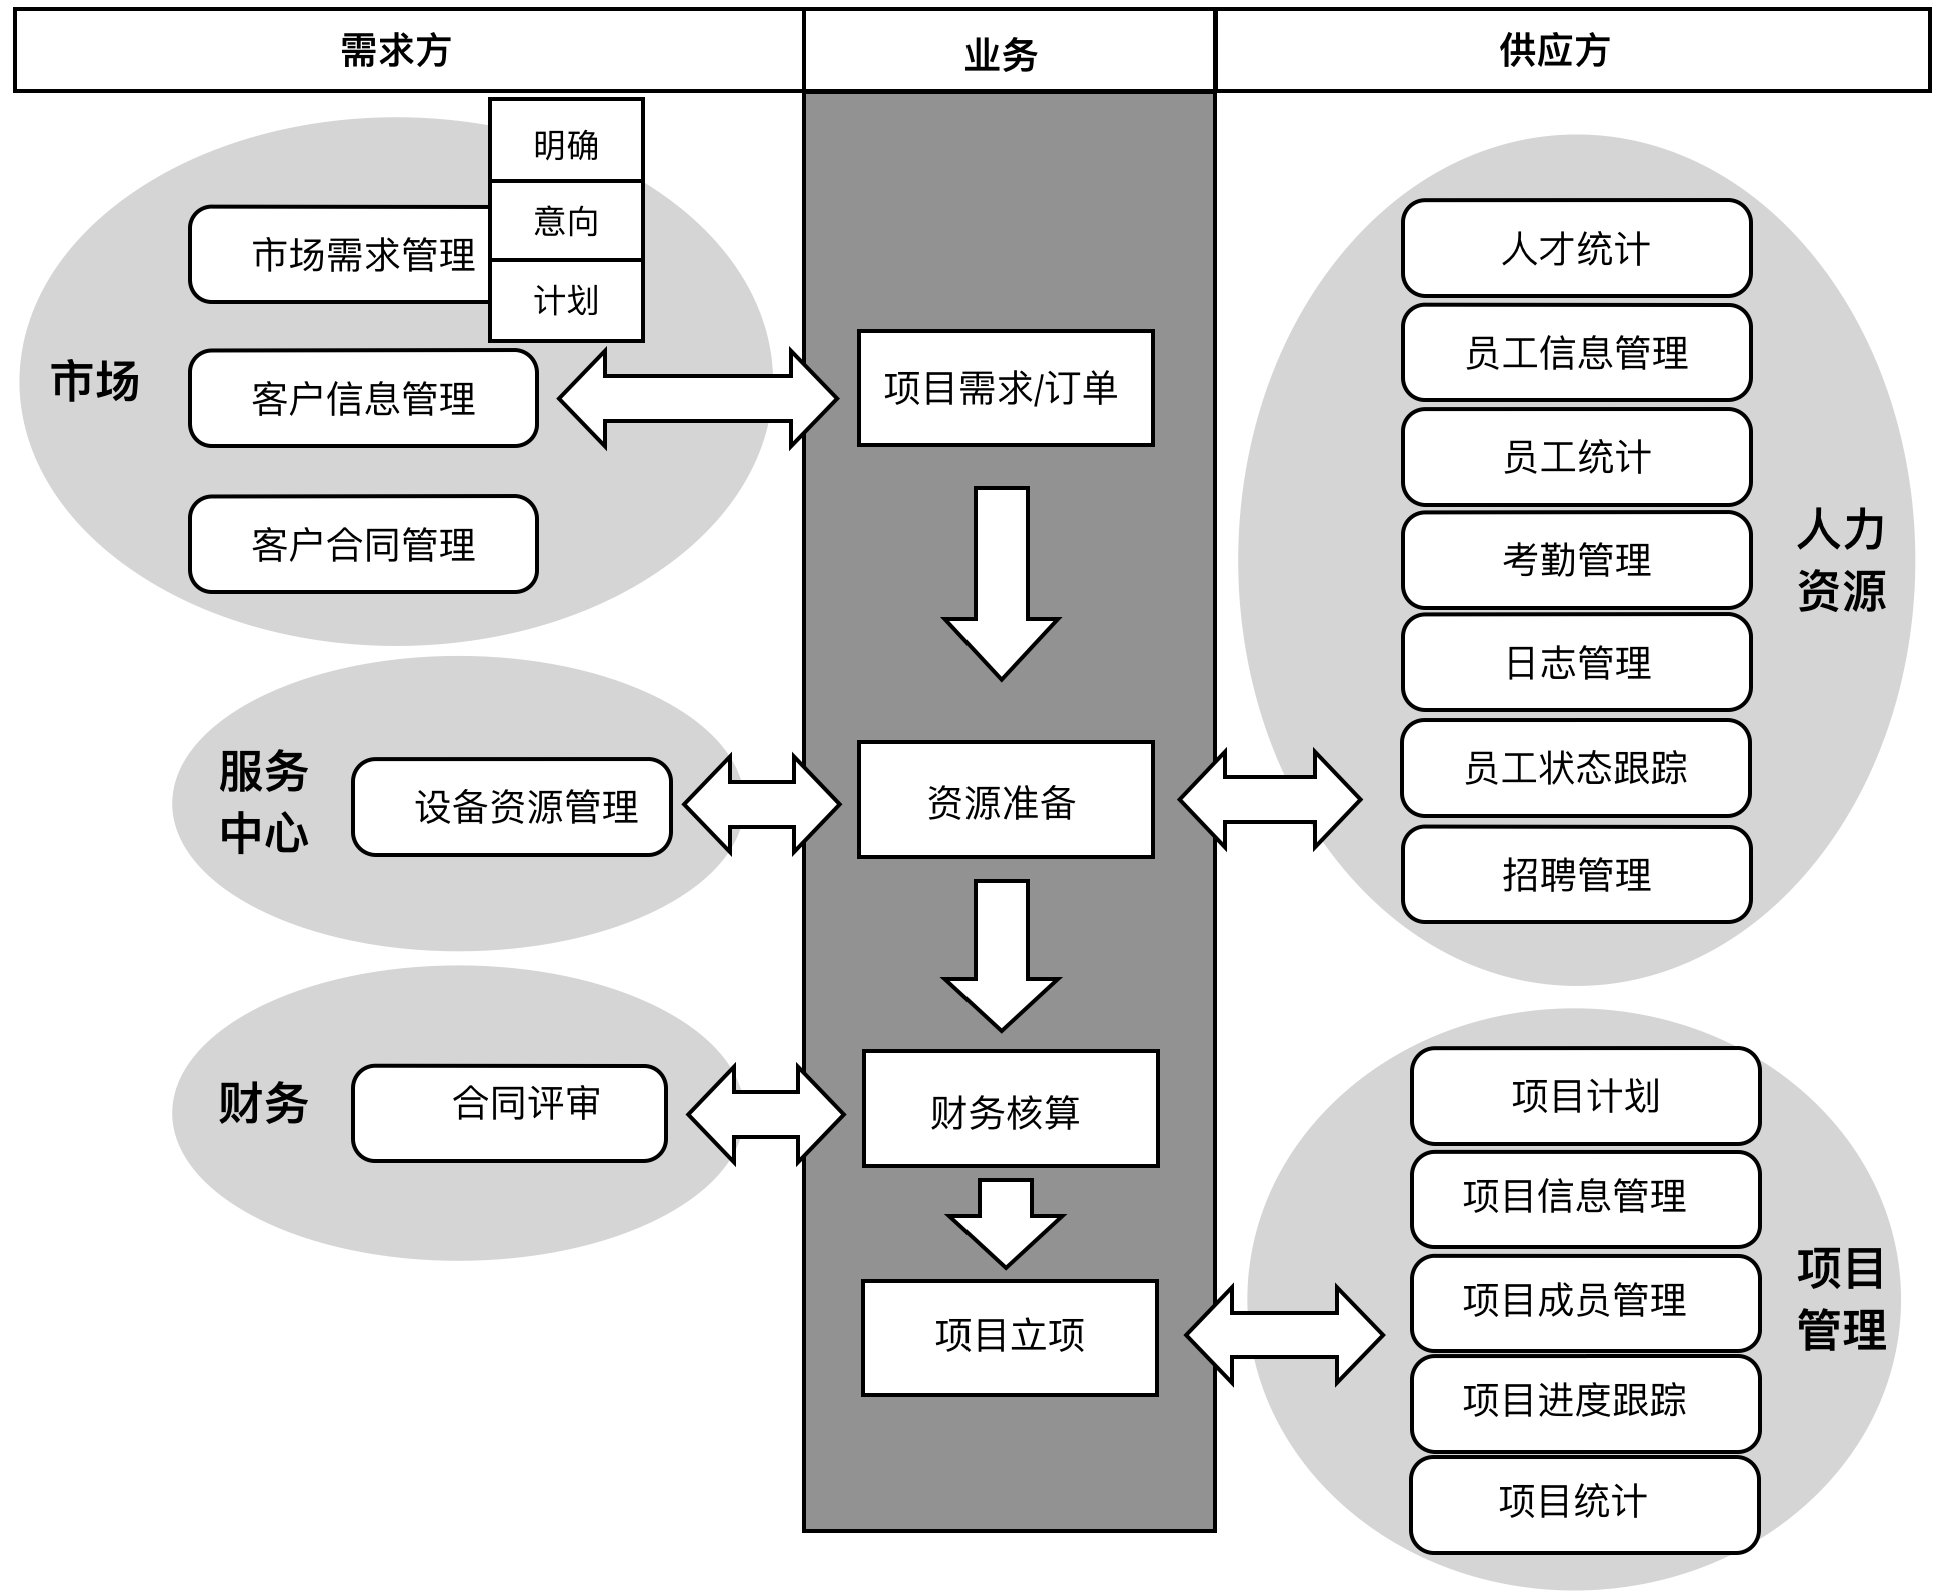 需求方
业务
供应方
明确
意向
计划
市场需求管理
市场
客户信息管理
客户合同管理
服务
中心
设备资源管理
财务
合同评审
项目需求/订单
资源准备
财务核算
项目立项
人才统计
员工信息管理
员工统计
考勤管理
日志管理
员工状态跟踪
招聘管理
人力
资源
项目计划
项目信息管理
项目成员管理
项目进度跟踪
项目统计
项目
管理